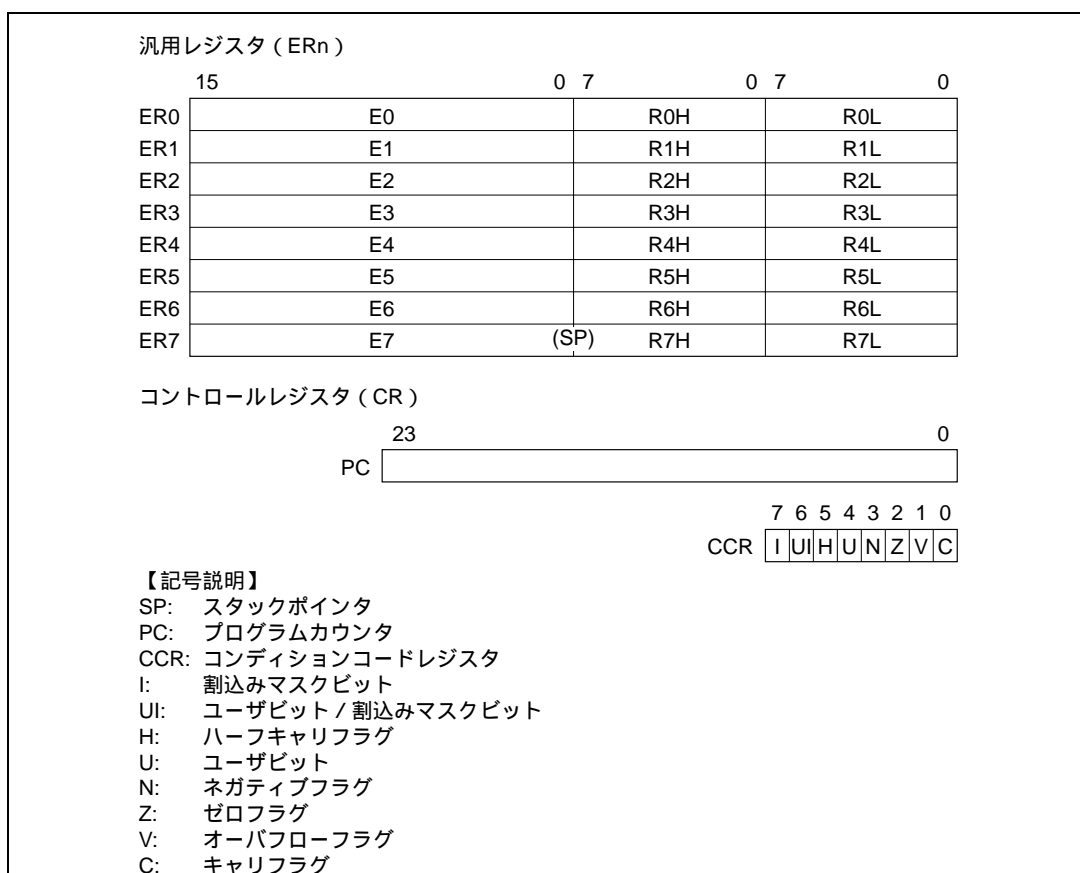 汎用レジスタ（ERn）
15 0 7 0 7 0
ER0 E0 R0H R0L
ER1 E1 R1H R1L
ER2 E2 R2H R2L
ER3 E3 R3H R3L
ER4 E4 R4H R4L
ER5 E5 R5H R5L
ER6 E6 R6H R6L
ER7 E7 (SP) R7H R7L
コントロールレジスタ（CR）
23 0
PC
7 6 5 4 3 2 1 0
CCR I UI H U N Z V C
【記号説明】
SP: スタックポインタ
PC: プログラムカウンタ
CCR: コンディションコードレジスタ
I: 割込みマスクビット
UI: ユーザビット / 割込みマスクビット
H: ハーフキャリフラグ
U: ユーザビット
N: ネガティブフラグ
Z: ゼロフラグ
V: オーバフローフラグ
C: キャリフラグ